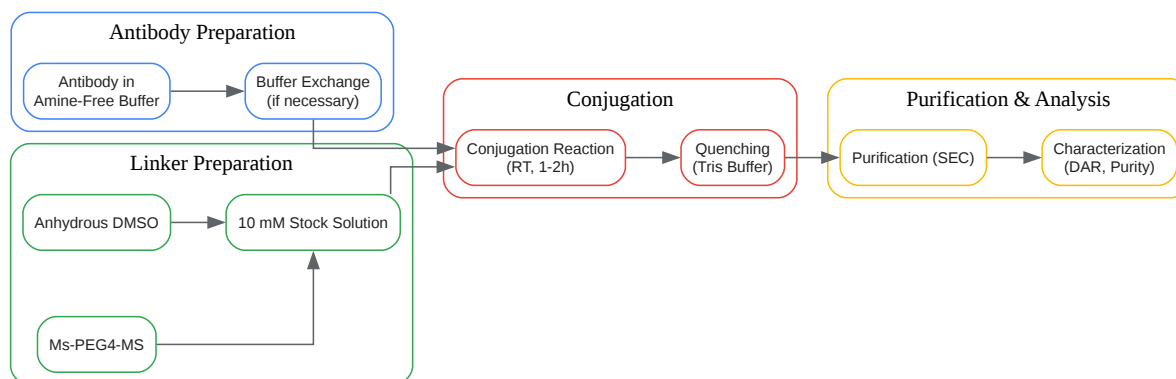 Antibody Preparation
Antibody in
Amine-Free Buffer
Buffer Exchange
(if necessary)
Linker Preparation
Anhydrous DMSO
10 mM Stock Solution
Ms-PEG4-MS
Conjugation
Conjugation Reaction
(RT, 1-2h)
Quenching
(Tris Buffer)
Purification & Analysis
Purification (SEC)
Characterization
(DAR, Purity)